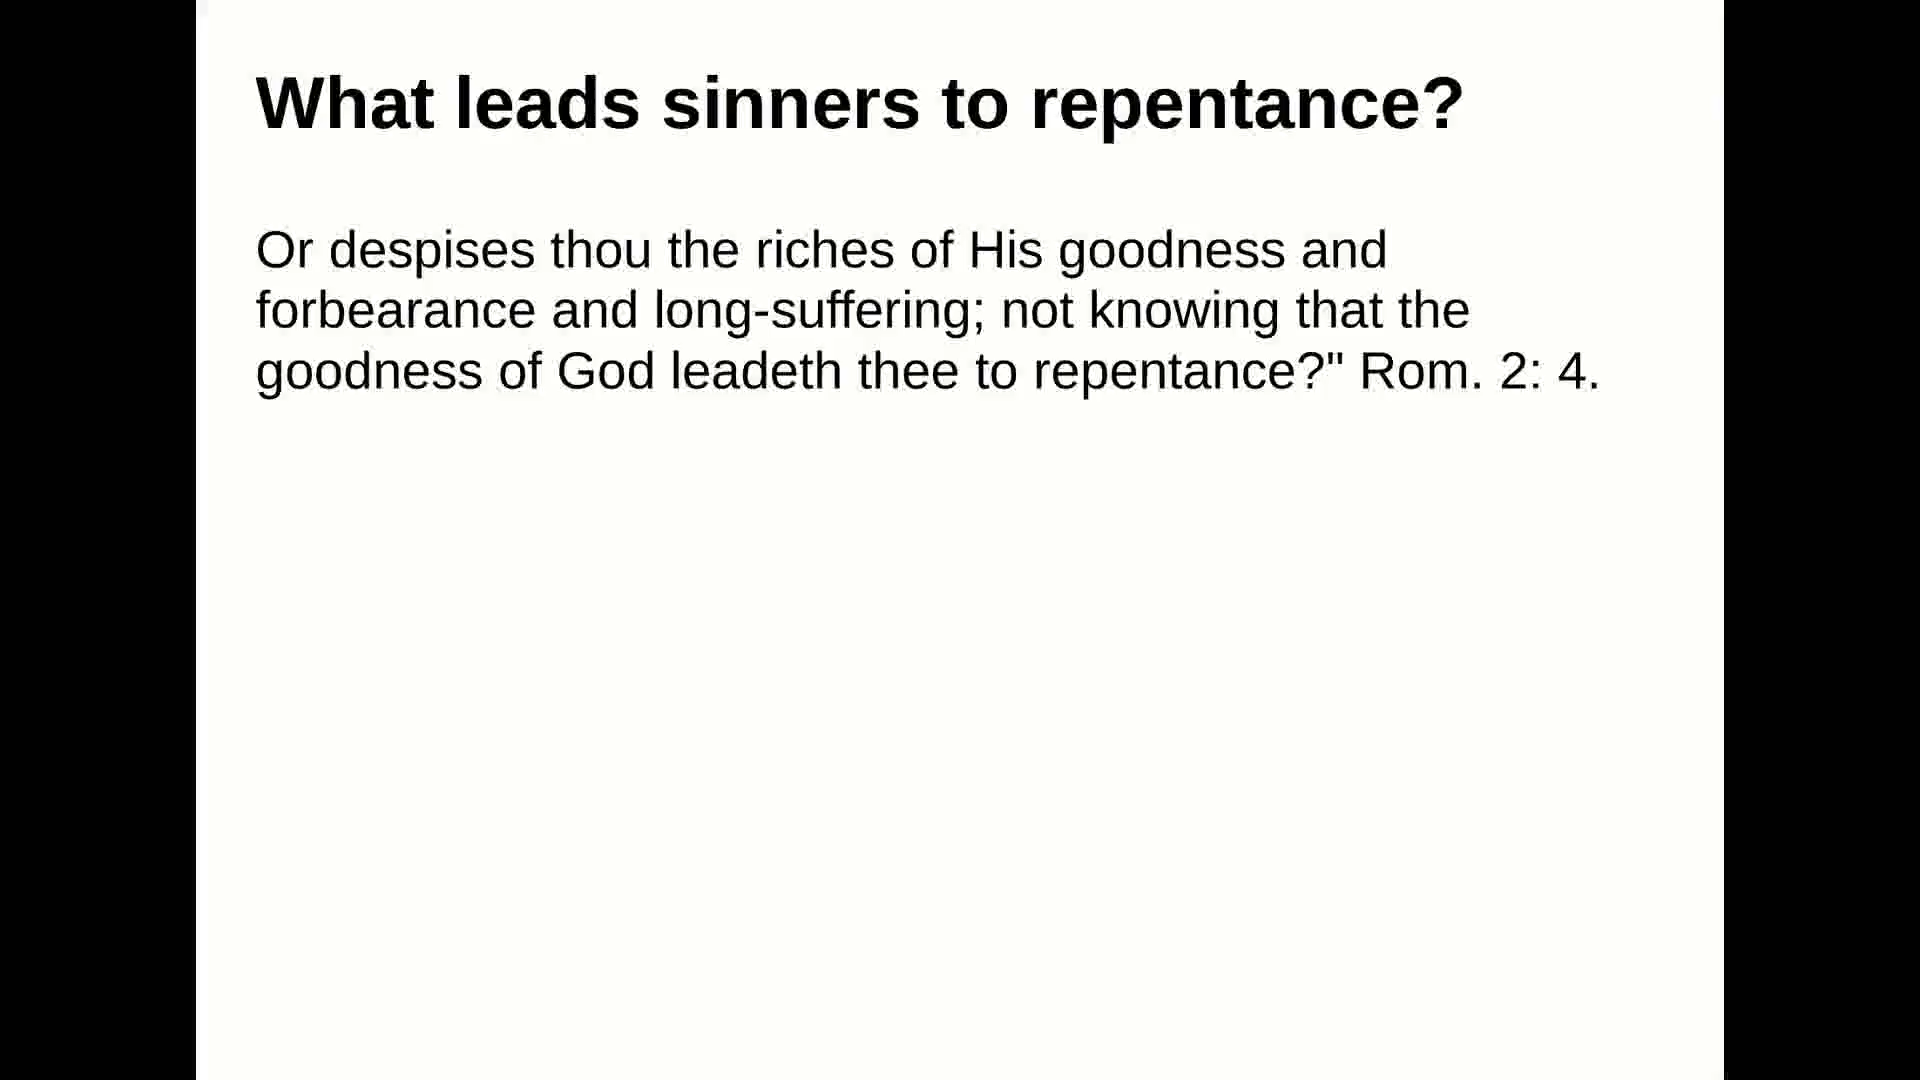 What leads sinners to repentance?
Or despises thou the riches of His goodness and
forbearance and long-suffering; not knowing that the
goodness of God leadeth thee to repentance?" Rom. 2: 4.